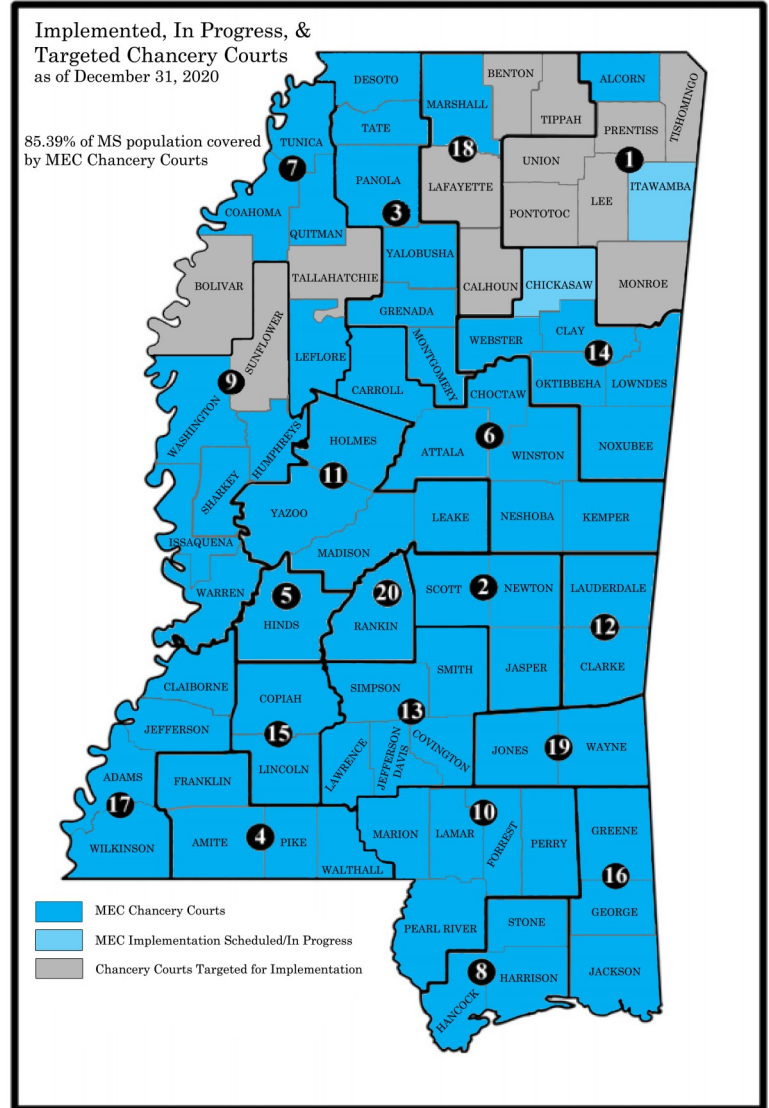 Implemented, In Progress, &
Targeted Chancery Courts
as of December 31, 2020
85.39% of MS population covered
by MEC Chancery Courts
DESOTO
MARSHALL
BENTON
TIPPAH
ALCORN
TISHOMINGO
PRENTISS
TUNICA
TATE
18
UNION
1
7
PANOLA
LAFAYETTE
ITAWAMBA
COAHOMA
3
PONTOTOC
LEE
QUITMAN
YALOBUSHA
BOLIVAR
TALLAHATCHIE
CALHOUN
CHICKASAW
MONROE
GRENADA
SUNFLOWER
LEFLORE
MONTGOMERY
WEBSTER
CLAY
14
9
CARROLL
CHOCTAW
OKTIBBEHA
LOWNDES
WASHINGTON
HUMPHREYS
HOLMES
ATTALA
6
WINSTON
NOXUBEE
11
SHARKEY
YAZOO
LEAKE
NESHOBA
KEMPER
ISSAQUENA
MADISON
WARREN
5
HINDS
20
RANKIN
SCOTT
2
NEWTON
LAUDERDALE
12
CLARKE
CLAIBORNE
COPIAH
SIMPSON
SMITH
JASPER
JEFFERSON
15
13
LAWRENCE
JEFFERSON
DAVIS
COVINGTON
JONES
19
WAYNE
ADAMS
17
FRANKLIN
LINCOLN
WILKINSON
AMITE
4
PIKE
WALTHALL
MARION
LAMAR
10
FORREST
PERRY
GREENE
16
GEORGE
PEARL RIVER
STONE
8
HANCOCK
HARRISON
JACKSON
MEC Chancery Courts
MEC Implementation Scheduled/In Progress
Chancery Courts Targeted for Implementation